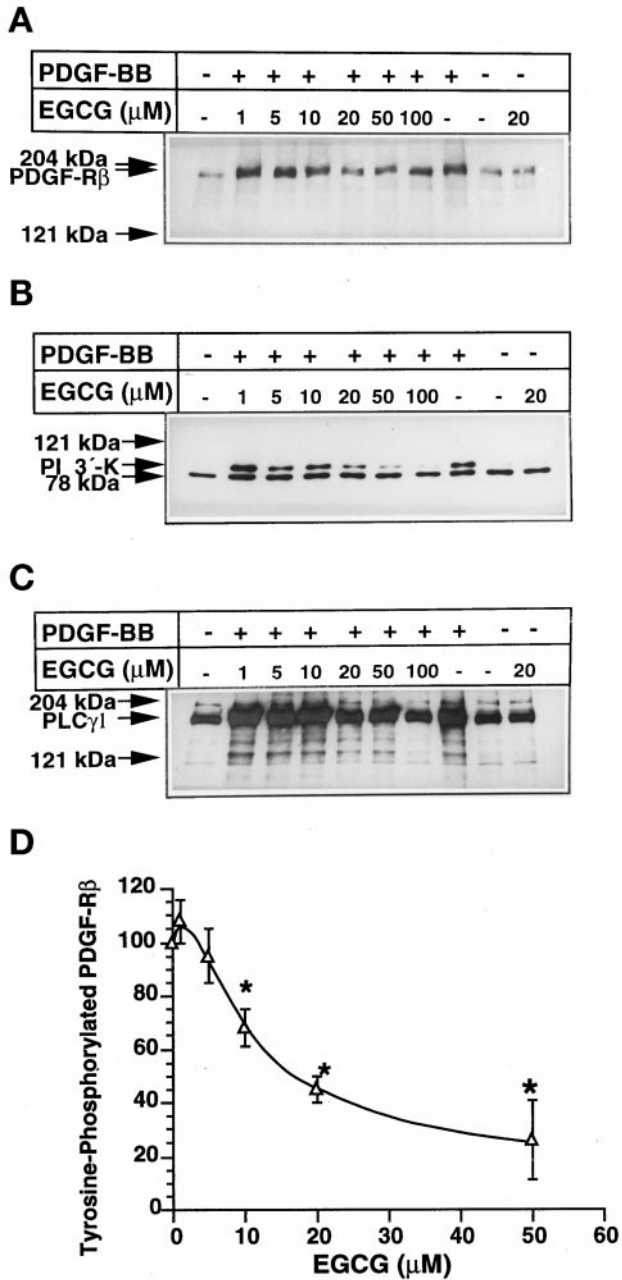 A
PDGF-BB - + + + + + + + - -
EGCG (μM) - 1 5 10 20 50 100 - - 20
204 kDa
PDGF-Rβ
121 kDa
B
PDGF-BB - + + + + + + + - -
EGCG (μM) - 1 5 10 20 50 100 - - 20
121 kDa
PI 3´-K
78 kDa
C
PDGF-BB - + + + + + + + - -
EGCG (μM) - 1 5 10 20 50 100 - - 20
204 kDa
PLCγ1
121 kDa
D
Tyrosine-Phosphorylated PDGF-Rβ
120
100
80
60
40
20
0
* * *
0 10 20 30 40 50 60
EGCG (μM)